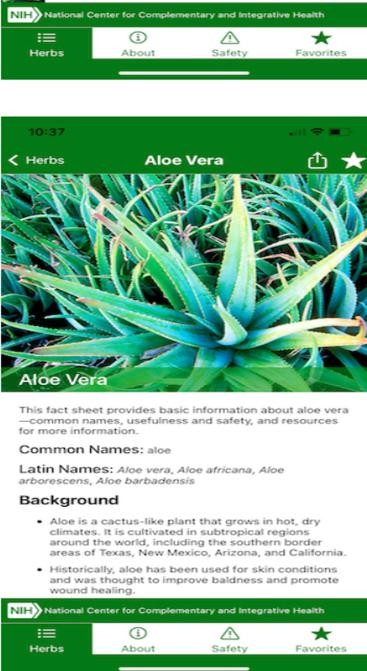 NIH National Center for Complementary and Integrative Health
Herbs About Safety Favorites
10:37
Herbs Aloe Vera
Aloe Vera
This fact sheet provides basic information about aloe vera
—common names, usefulness and safety, and resources
for more information.
Common Names: aloe
Latin Names: Aloe vera, Aloe africana, Aloe
arborescens, Aloe barbadensis
Background
• Aloe is a cactus-like plant that grows in hot, dry
climates. It is cultivated in subtropical regions
around the world, including the southern border
areas of Texas, New Mexico, Arizona, and California.
• Historically, aloe has been used for skin conditions
and was thought to improve baldness and promote
wound healing.
NIH National Center for Complementary and Integrative Health
Herbs About Safety Favorites